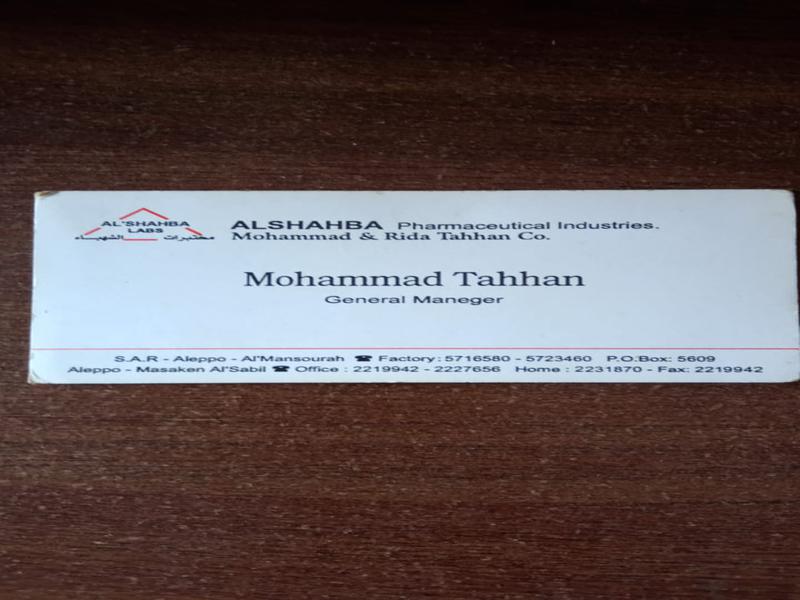 AL'SHAHBA
LABS
مختبرات الشهباء
ALSHAHBA Pharmaceutical Industries.
Mohammad & Rida Tahhan Co.
Mohammad Tahhan
General Maneger
S.A.R - Aleppo - Al'Mansourah ☎ Factory : 5716580 - 5723460 P.O.Box: 5609
Aleppo - Masaken Al'Sabil ☎ Office : 2219942 - 2227656 Home : 2231870 - Fax: 2219942